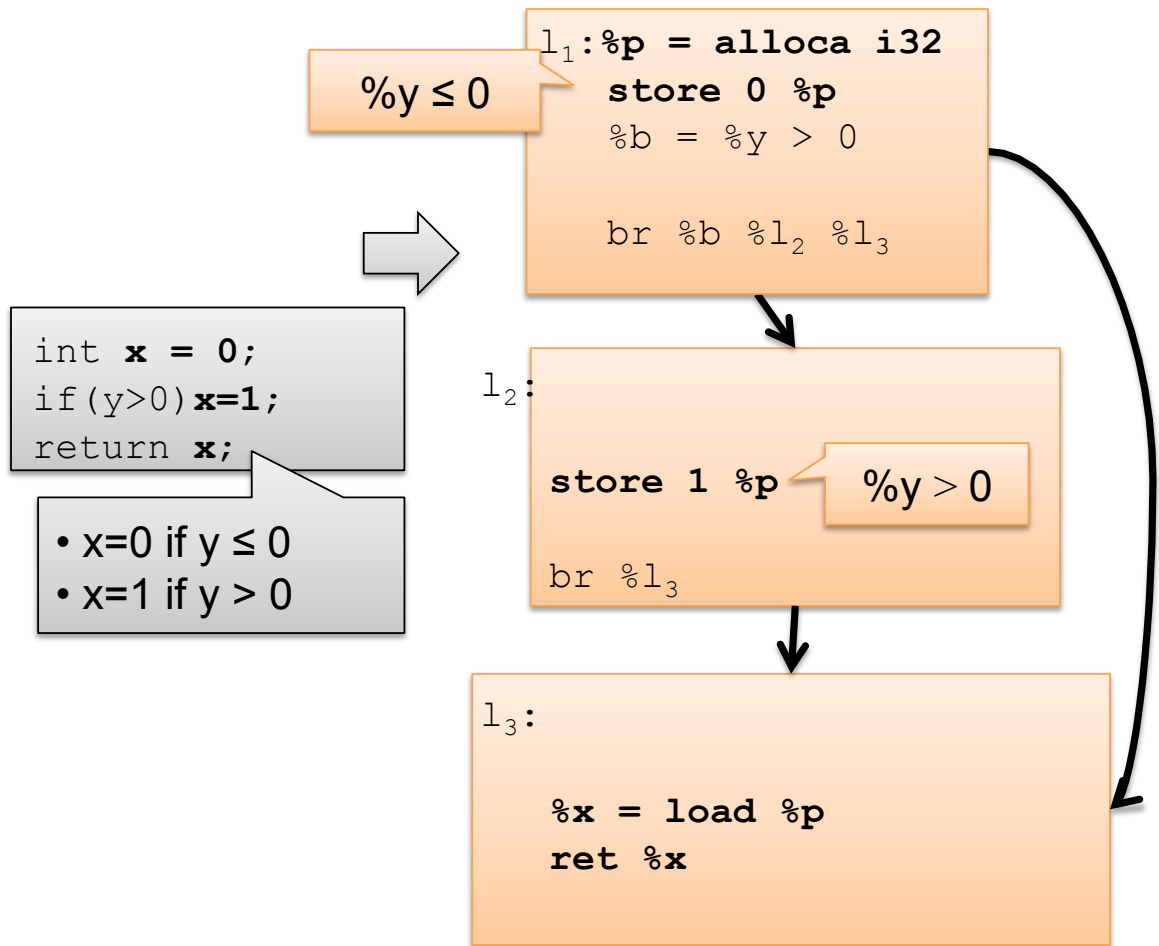 int x = 0;
if(y>0)x=1;
return x;
• x=0 if y ≤ 0
• x=1 if y > 0
%y ≤ 0
l₁:%p = alloca i32
store 0 %p
%b = %y > 0
br %b %l₂ %l₃
l₂:
store 1 %p
%y > 0
br %l₃
l₃:
%x = load %p
ret %x